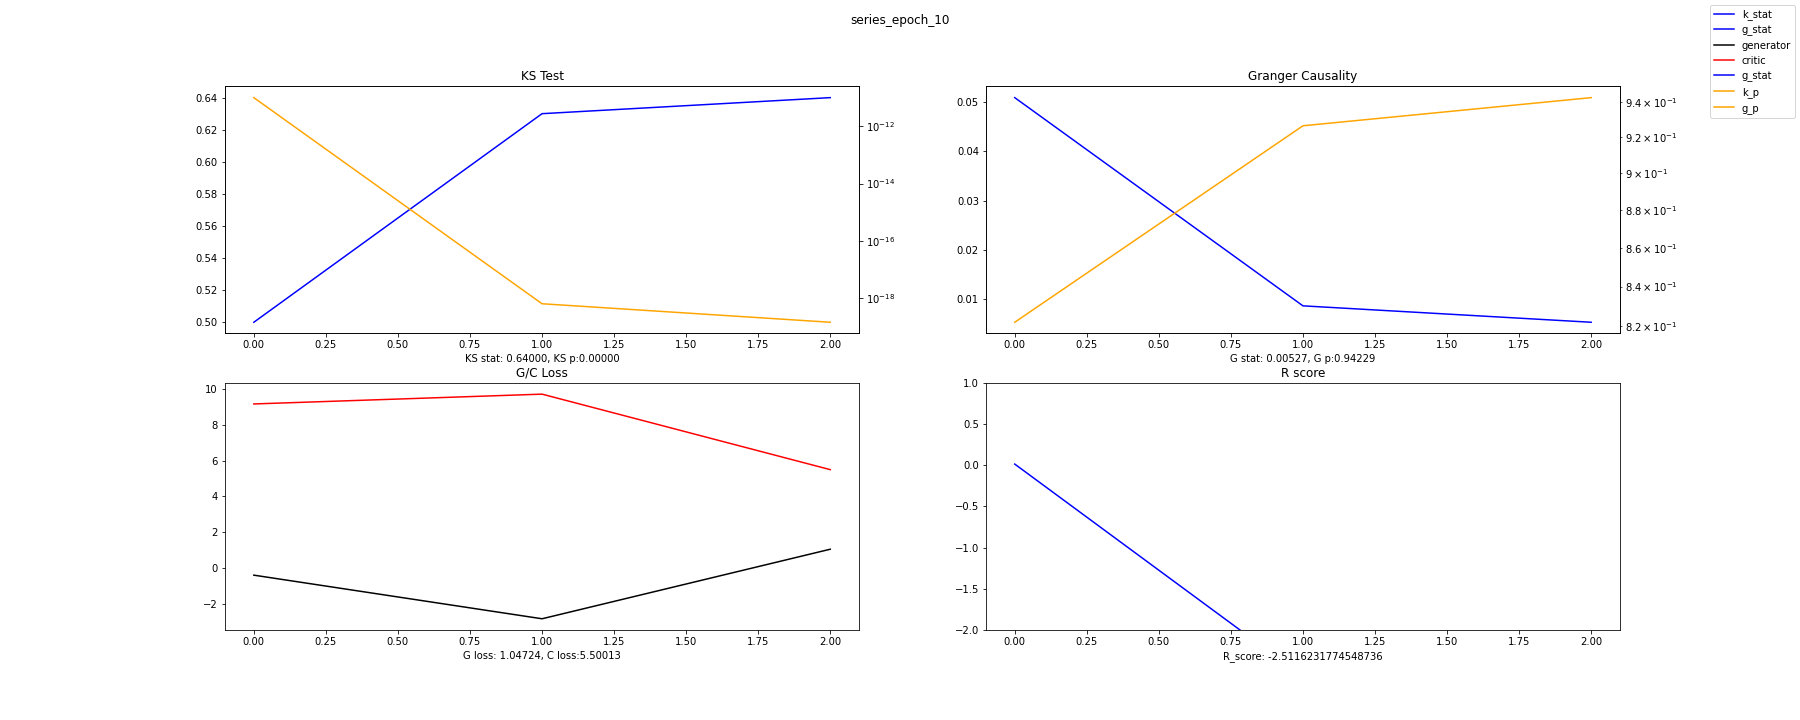 series_epoch_10
k_stat
g_stat
generator
critic
g_stat
k_p
g_p
KS Test
0.64
0.62
0.60
0.58
0.56
0.54
0.52
0.50
10⁻¹²
10⁻¹⁴
10⁻¹⁶
10⁻¹⁸
0.00 0.25 0.50 0.75 1.00 1.25 1.50 1.75 2.00
KS stat: 0.64000, KS p:0.00000
Granger Causality
0.05
0.04
0.03
0.02
0.01
9.4 × 10⁻¹
9.2 × 10⁻¹
9 × 10⁻¹
8.8 × 10⁻¹
8.6 × 10⁻¹
8.4 × 10⁻¹
8.2 × 10⁻¹
0.00 0.25 0.50 0.75 1.00 1.25 1.50 1.75 2.00
G stat: 0.00527, G p:0.94229
G/C Loss
10
8
6
4
2
0
−2
0.00 0.25 0.50 0.75 1.00 1.25 1.50 1.75 2.00
G loss: 1.04724, C loss:5.50013
R score
1.0
0.5
0.0
−0.5
−1.0
−1.5
−2.0
0.00 0.25 0.50 0.75 1.00 1.25 1.50 1.75 2.00
R_score: -2.5116231774548736